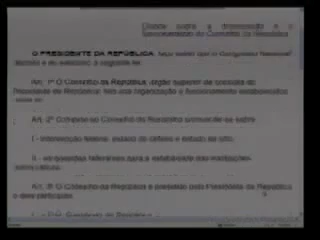 Dispõe sobre a organização e o
funcionamento do Conselho da República
O PRESIDENTE DA REPÚBLICA, faço saber que o Congresso Nacional
decreta e eu sanciono a seguinte lei:
Art. 1º O Conselho da República, órgão superior de consulta do
Presidente da República, tem sua organização e funcionamento estabelecidos
Art. 2º Compete ao Conselho da República pronunciar-se sobre
I - intervenção federal, estado de defesa e estado de sítio
II - as questões relevantes para a estabilidade das instituições
democráticas
Art. 3º O Conselho da República é presidido pelo Presidente da República
e dele participam